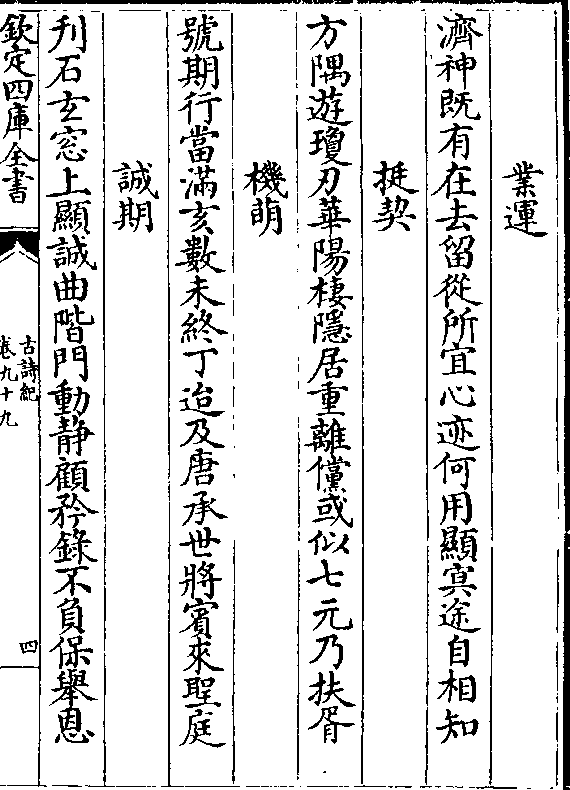 業運
濟神既有在去留從所宜心迹何用顯冥途自相知
挺契
方隅遊瓊刃華陽棲隱居重離儻或似七元乃扶胥
機萌
號期行當滿亥數未終丁迨及唐承世將賓來聖庭
誠期
刋石玄窓上顯誠曲階門動静顧矜錄不負保舉恩
欽定四庫全書
古詩紀
卷九十九
四